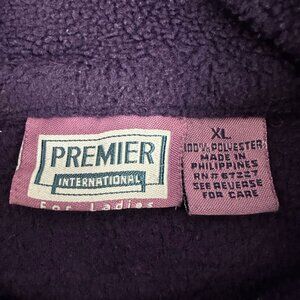 PREMIER
INTERNATIONAL
For Ladies
XL
100% POLYESTER
MADE IN
PHILIPPINES
RN# 67227
SEE REVERSE
FOR CARE